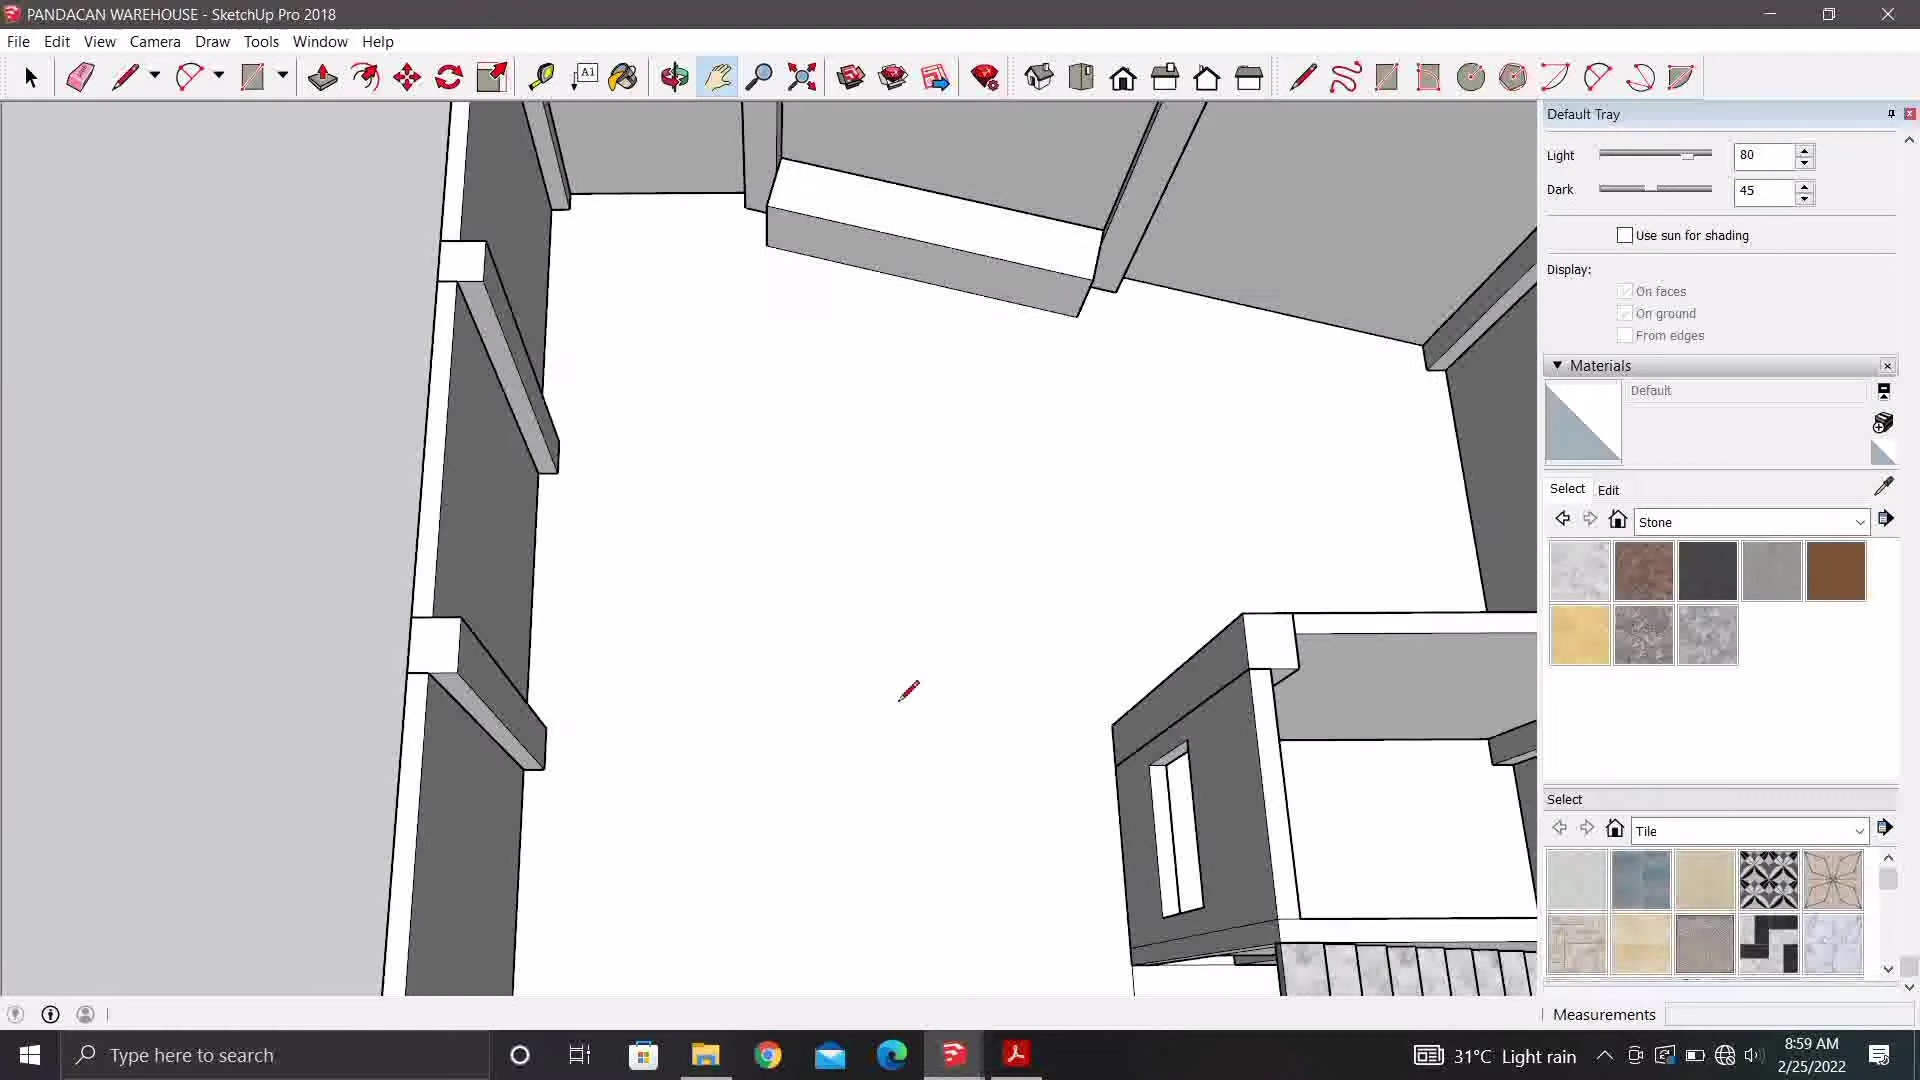 PANDACAN WAREHOUSE - SketchUp Pro 2018
File Edit View Camera Draw Tools Window Help
A1
Default Tray
Light 80
Dark 45
Use sun for shading
Display:
On faces
On ground
From edges
Materials
Default
Select Edit
Stone
Select
Tile
Measurements
Type here to search
31°C Light rain
8:59 AM
2/25/2022